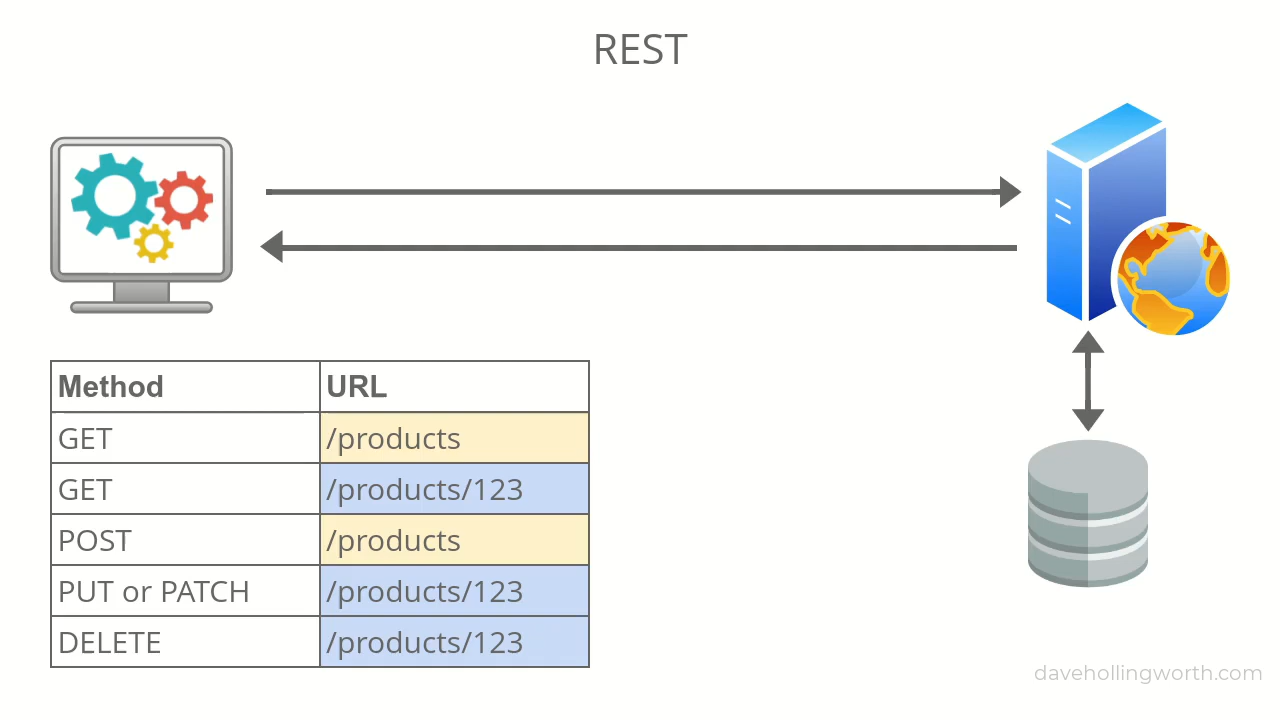 REST
Method URL
GET /products
GET /products/123
POST /products
PUT or PATCH /products/123
DELETE /products/123
davehollingworth.com